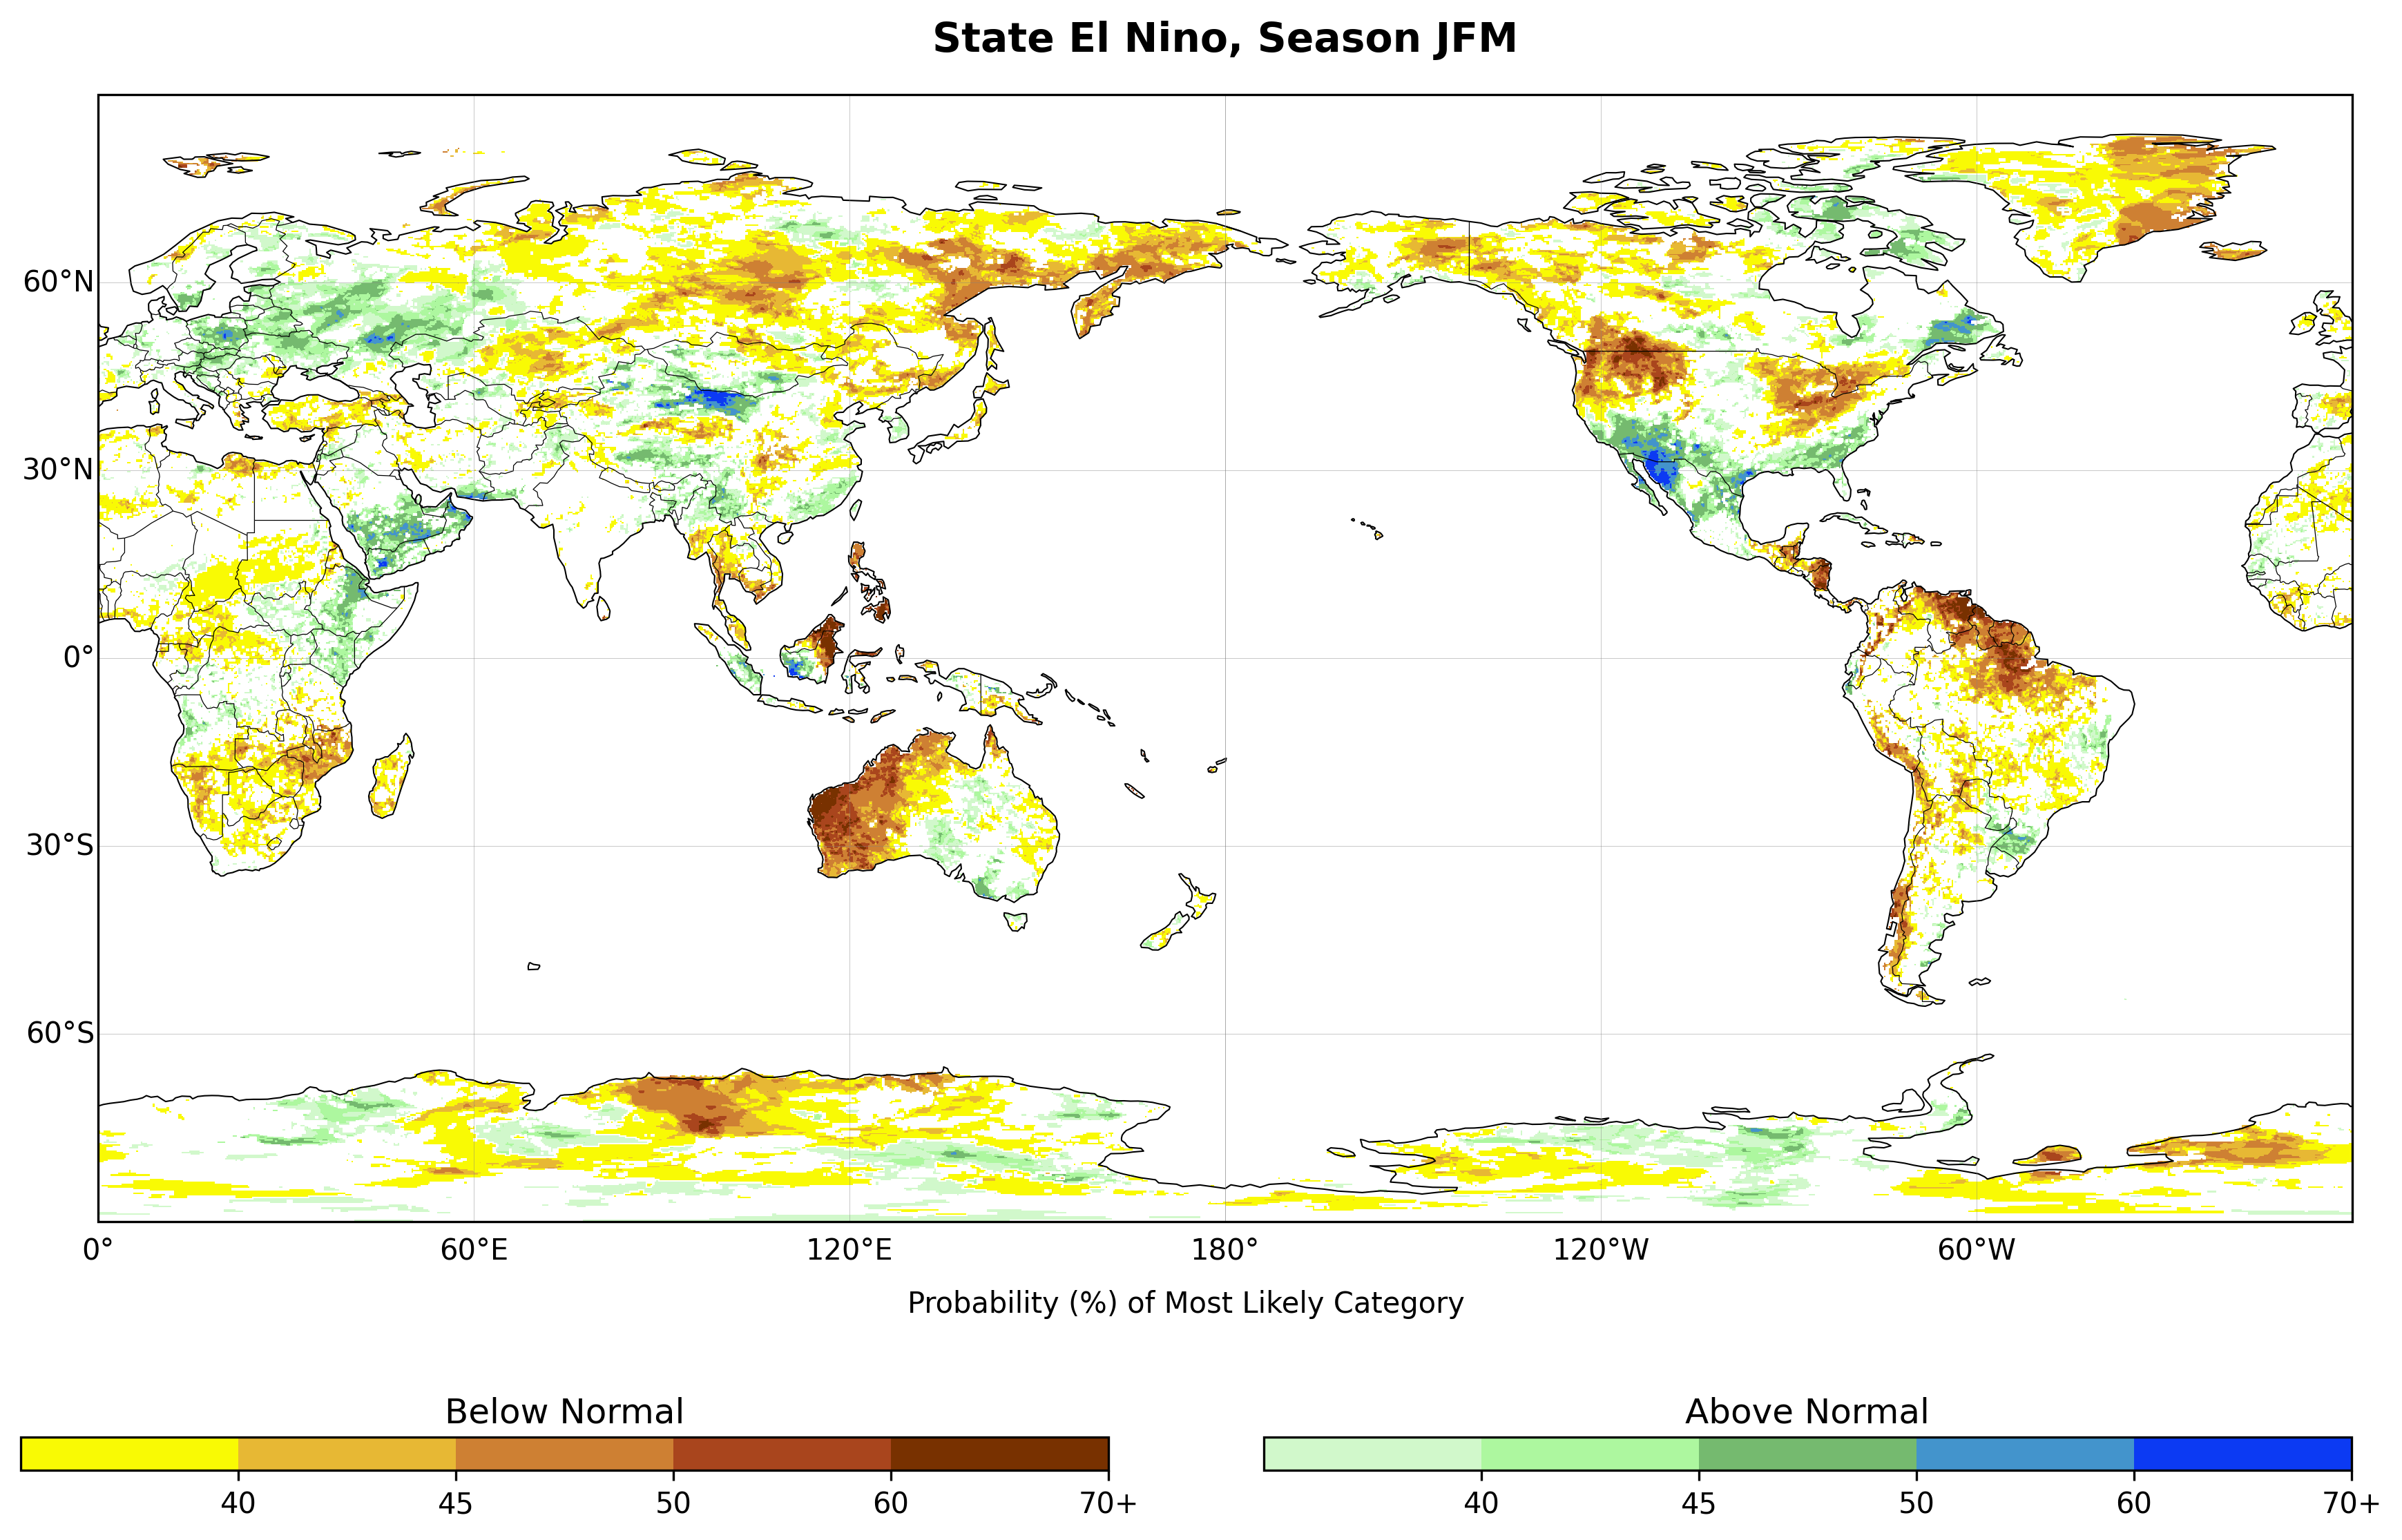 State El Nino, Season JFM
60°N
30°N
0°
30°S
60°S
0° 60°E 120°E 180° 120°W 60°W
Probability (%) of Most Likely Category
Below Normal
40 45 50 60 70+
Above Normal
40 45 50 60 70+